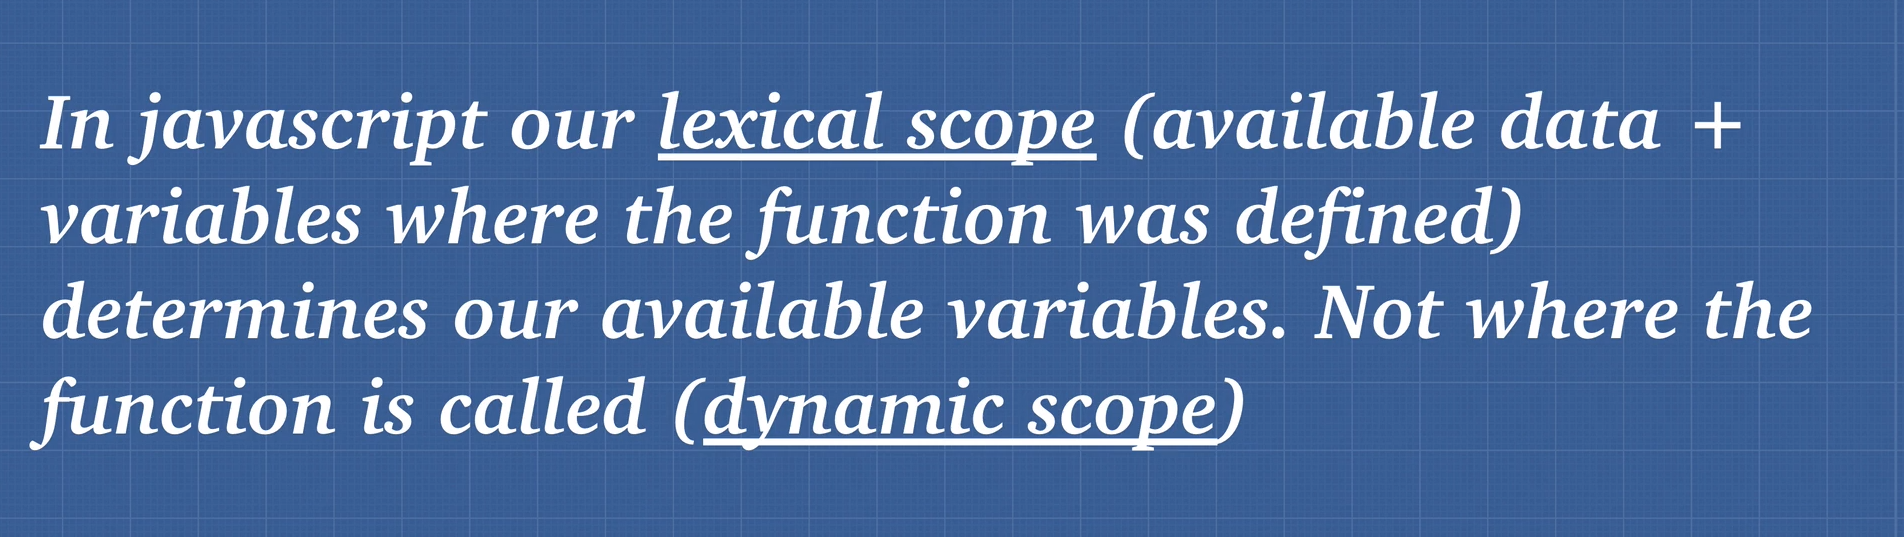 In javascript our lexical scope (available data +
variables where the function was defined)
determines our available variables. Not where the
function is called (dynamic scope)